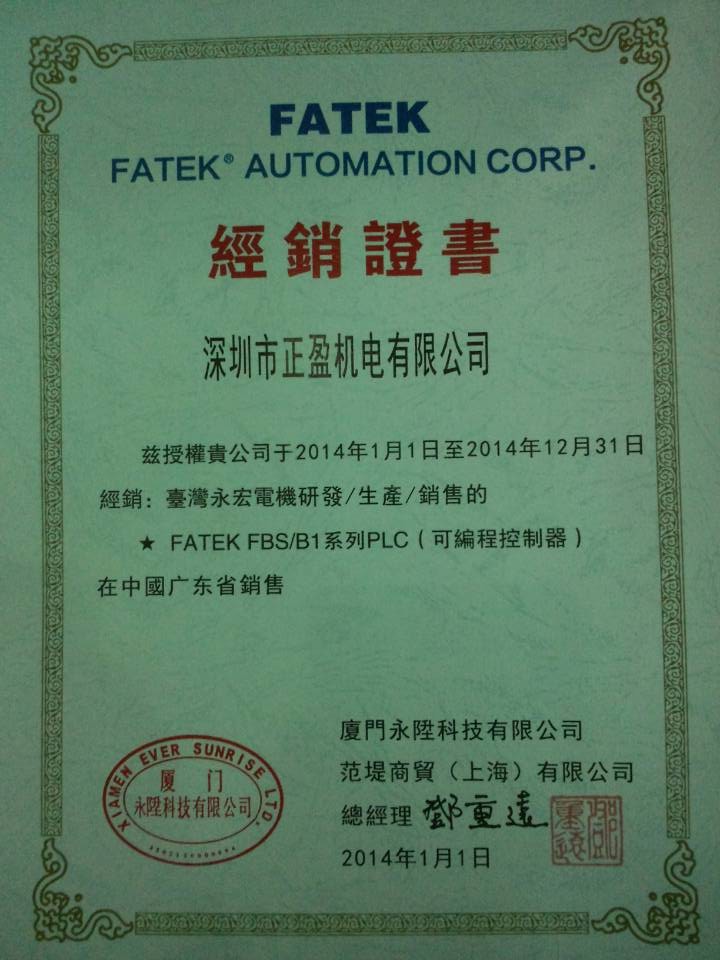 FATEK
FATEK® AUTOMATION CORP.
經銷證書
深圳市正盈机电有限公司
兹授權貴公司于2014年1月1日至2014年12月31日
經銷：臺灣永宏電機研發/生產/銷售的
★ FATEK FBS/B1系列PLC（可編程控制器）
在中國广东省銷售
厦門永陞科技有限公司
范堤商貿（上海）有限公司
總經理 鄧重遠
2014年1月1日
XIAMEN EVER SUNRISE LTD.
厦 门
永陞科技有限公司